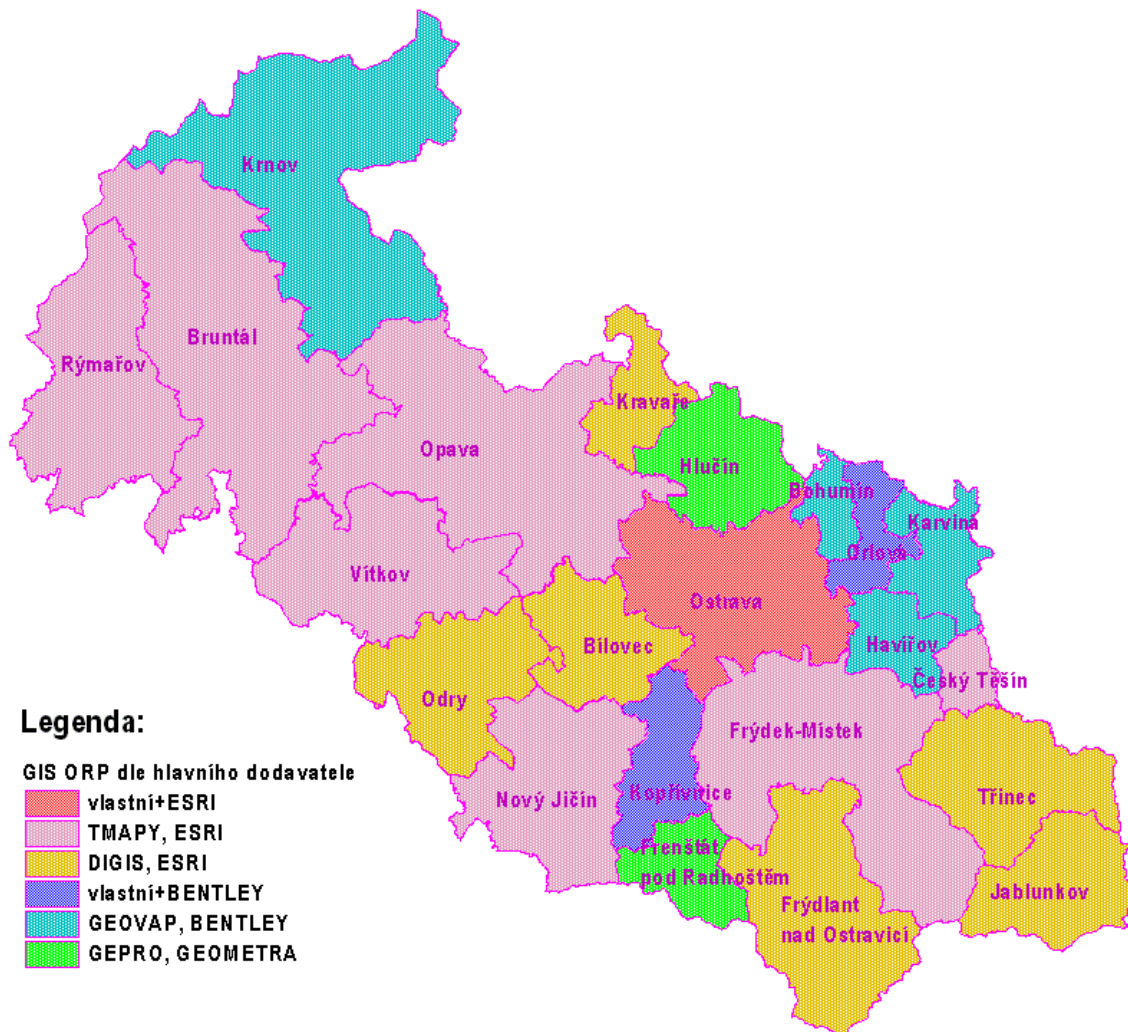 Krnov
Bruntál
Rýmařov
Kravaře
Opava
Hlučín
Bohumín
Karviná
Orlová
Vítkov
Ostrava
Bílovec
Havířov
Český Těšín
Odry
Frýdek-Místek
Nový Jičín
Kopřivnice
Třinec
Frenštát
pod Radhoštěm
Jablunkov
Frýdlant
nad Ostravicí
Legenda:
GIS ORP dle hlavního dodavatele
vlastní+ESRI
TMAPY, ESRI
DIGIS, ESRI
vlastní+BENTLEY
GEOVAP, BENTLEY
GEPRO, GEOMETRA